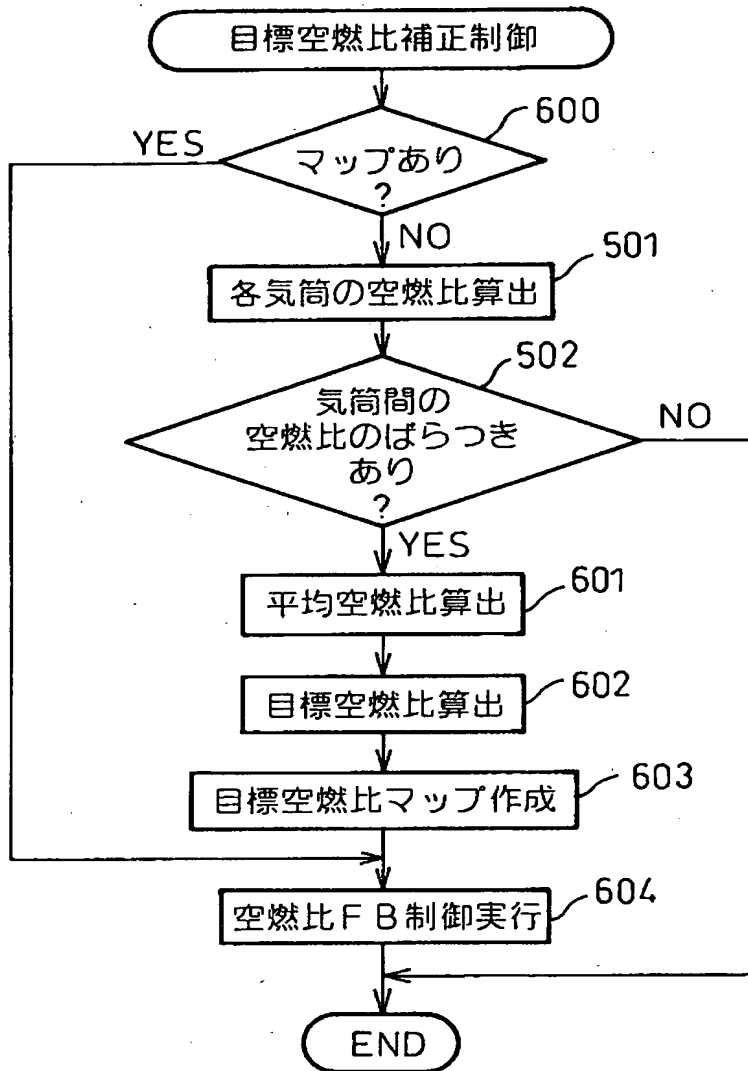 目標空燃比補正制御
600
YES
マップあり
?
NO
501
各気筒の空燃比算出
502
気筒間の
空燃比のばらつき
あり
?
NO
YES
601
平均空燃比算出
602
目標空燃比算出
603
目標空燃比マップ作成
604
空燃比FB制御実行
END